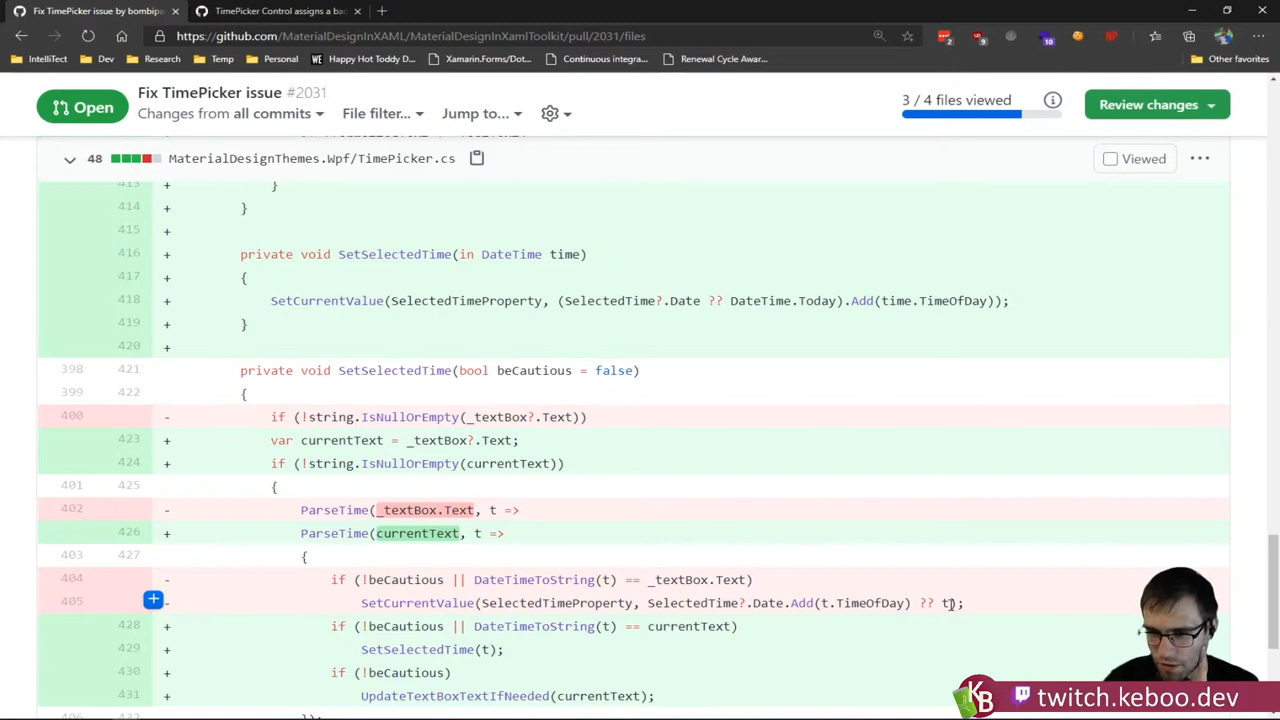 Fix TimePicker issue by bombipa
TimePicker Control assigns a ba
https://github.com/MaterialDesignInXAML/MaterialDesignInXamlToolkit/pull/2031/files
IntelliTect Dev Research Temp Personal Happy Hot Toddy D... Xamarin.Forms/Dot... Continuous integra... Renewal Cycle Awar... Other favorites
Open
Fix TimePicker issue #2031
Changes from all commits File filter... Jump to...
3 / 4 files viewed
Review changes
48 MaterialDesignThemes.Wpf/TimePicker.cs Viewed
413 + }
414 + }
415 +
416 + private void SetSelectedTime(in DateTime time)
417 + {
418 + SetCurrentValue(SelectedTimeProperty, (SelectedTime?.Date ?? DateTime.Today).Add(time.TimeOfDay));
419 + }
420 +
398 421 private void SetSelectedTime(bool beCautious = false)
399 422 {
400 - if (!string.IsNullOrEmpty(_textBox?.Text))
423 + var currentText = _textBox?.Text;
424 + if (!string.IsNullOrEmpty(currentText))
401 425 {
402 - ParseTime(_textBox.Text, t =>
426 + ParseTime(currentText, t =>
403 427 {
404 - if (!beCautious || DateTimeToString(t) == _textBox.Text)
405 - SetCurrentValue(SelectedTimeProperty, SelectedTime?.Date.Add(t.TimeOfDay) ?? t);
428 + if (!beCautious || DateTimeToString(t) == currentText)
429 + SetSelectedTime(t);
430 + if (!beCautious)
431 + UpdateTextBoxTextIfNeeded(currentText);
KB twitch.keboo.dev